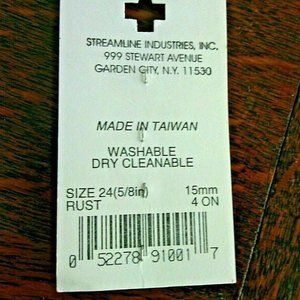 STREAMLINE INDUSTRIES, INC.
999 STEWART AVENUE
GARDEN CITY, N.Y. 11530
MADE IN TAIWAN
WASHABLE
DRY CLEANABLE
SIZE 24(5/8in) 15mm
RUST 4 ON
0 52278 91001 7